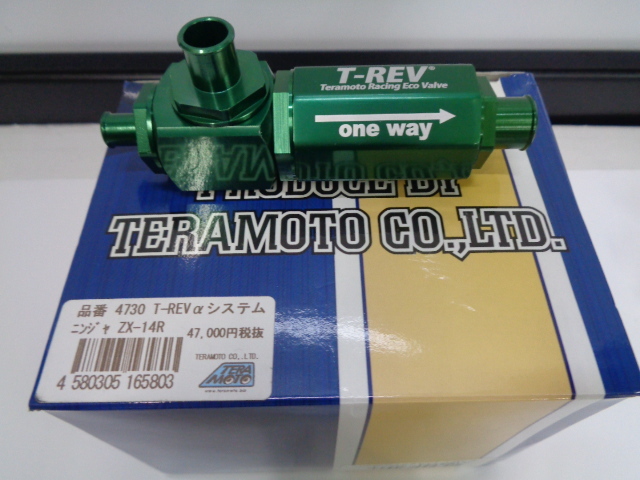 T-REV®
Teramoto Racing Eco Valve
one way
PRODUCE BY
TERAMOTO CO.,LTD.
品番 4730 T-REVαシステム
ニンジャ ZX-14R 47,000円税抜
TERAMOTO CO.,.LTD.
TERA
MOTO
4 580305 165803